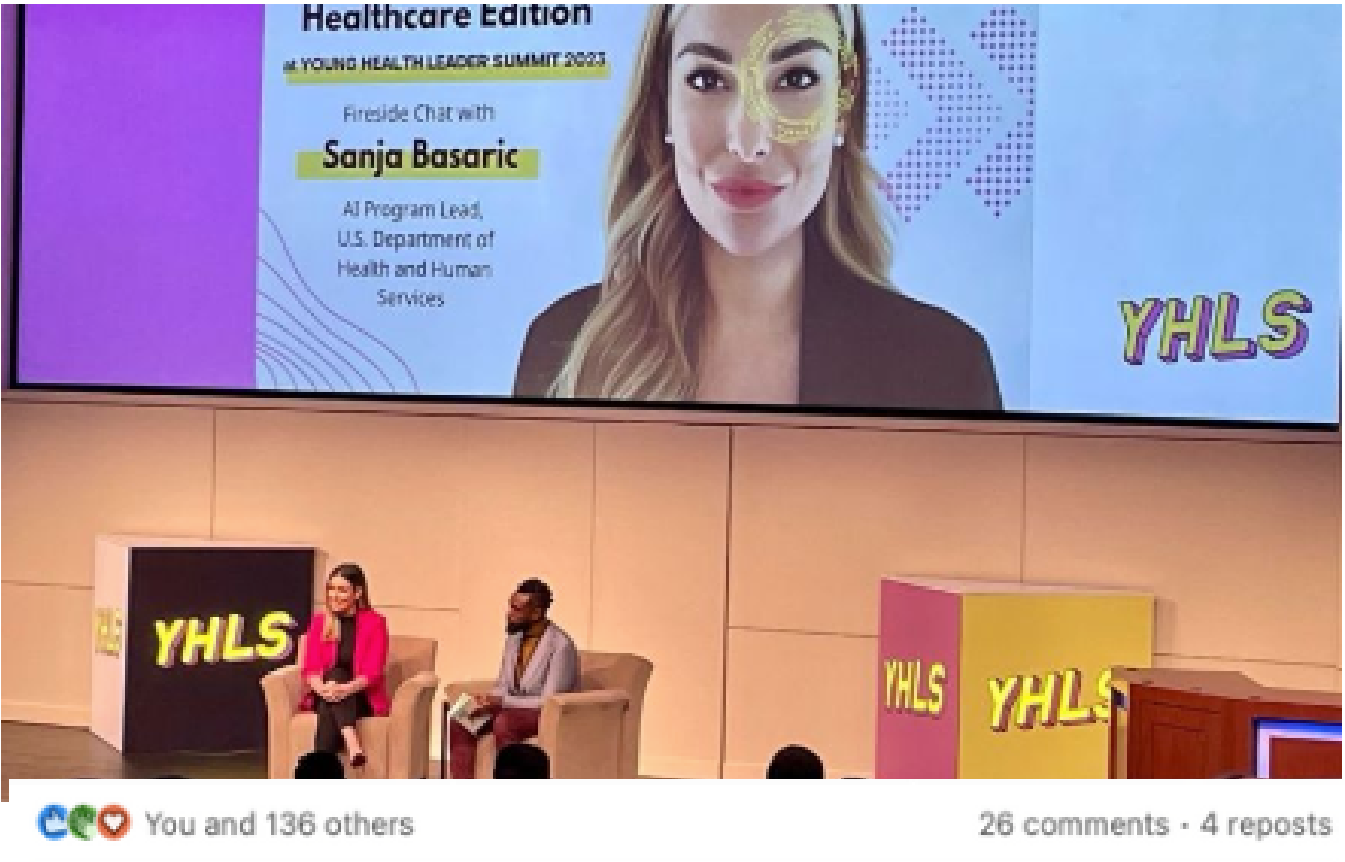 Healthcare Edition
at YOUNG HEALTH LEADER SUMMIT 2023
Fireside Chat with
Sanja Basaric
AI Program Lead,
U.S. Department of
Health and Human
Services
YHLS
YHLS
YHLS
YHLS
YHLS
You and 136 others
26 comments · 4 reposts